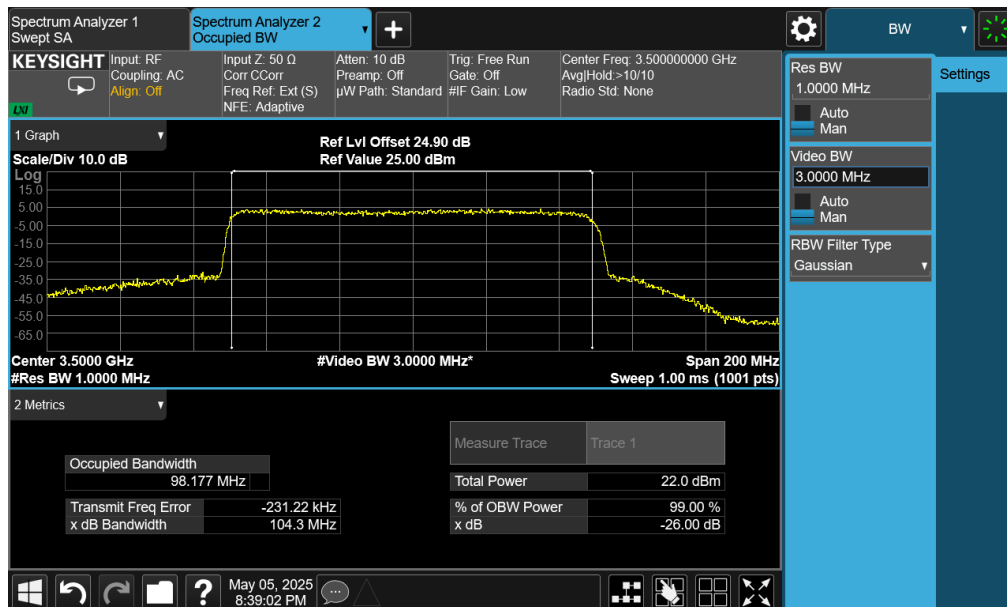 Spectrum Analyzer 1
Swept SA
Spectrum Analyzer 2
Occupied BW
BW
KEYSIGHT
LXI
Input: RF
Coupling: AC
Align: Off
Input Z: 50 Ω
Corr CCorr
Freq Ref: Ext (S)
NFE: Adaptive
Atten: 10 dB
Preamp: Off
µW Path: Standard
Trig: Free Run
Gate: Off
#IF Gain: Low
Center Freq: 3.500000000 GHz
Avg|Hold:>10/10
Radio Std: None
Res BW
1.0000 MHz
Auto
Man
Video BW
3.0000 MHz
Auto
Man
RBW Filter Type
Gaussian
Settings
1 Graph
Scale/Div 10.0 dB
Ref Lvl Offset 24.90 dB
Ref Value 25.00 dBm
Log
15.0
5.00
-5.00
-15.0
-25.0
-35.0
-45.0
-55.0
-65.0
Center 3.5000 GHz
#Res BW 1.0000 MHz
#Video BW 3.0000 MHz*
Span 200 MHz
Sweep 1.00 ms (1001 pts)
2 Metrics
Measure Trace Trace 1
Occupied Bandwidth
98.177 MHz
Total Power 22.0 dBm
Transmit Freq Error -231.22 kHz
x dB Bandwidth 104.3 MHz
% of OBW Power 99.00 %
x dB -26.00 dB
?
May 05, 2025
8:39:02 PM